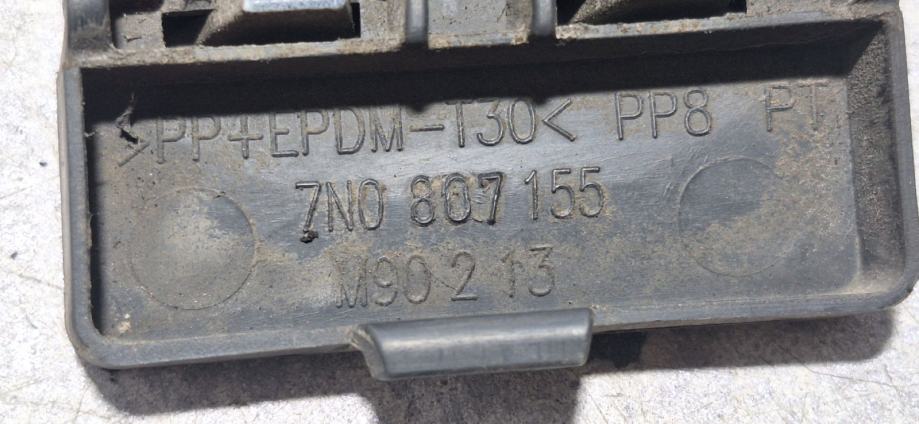 >PP+EPDM-T30< PP8 PT
7N0 807 155
M90 2 13